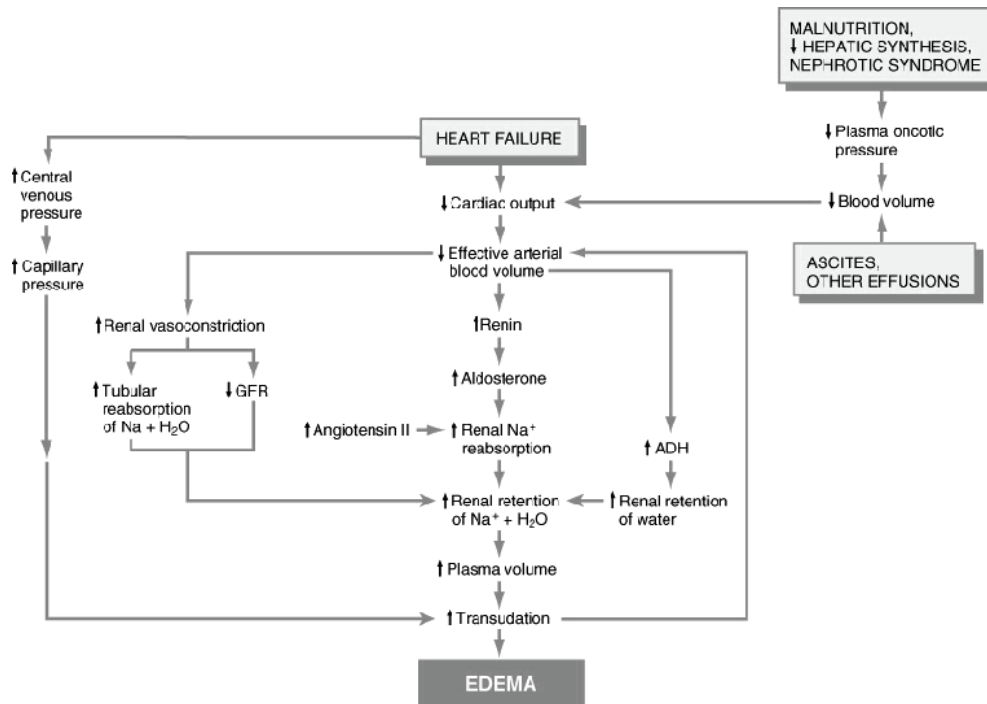 MALNUTRITION,
↓ HEPATIC SYNTHESIS,
NEPHROTIC SYNDROME
↓ Plasma oncotic
pressure
↓ Blood volume
ASCITES,
OTHER EFFUSIONS
HEART FAILURE
↓ Cardiac output
↓ Effective arterial
blood volume
↑ Central
venous
pressure
↑ Capillary
pressure
↑ Renal vasoconstriction
↑ Tubular
reabsorption
of Na + H₂O
↓ GFR
↑ Renin
↑ Aldosterone
↑ Angiotensin II
↑ Renal Na⁺
reabsorption
↑ ADH
↑ Renal retention
of water
↑ Renal retention
of Na⁺ + H₂O
↑ Plasma volume
↑ Transudation
EDEMA